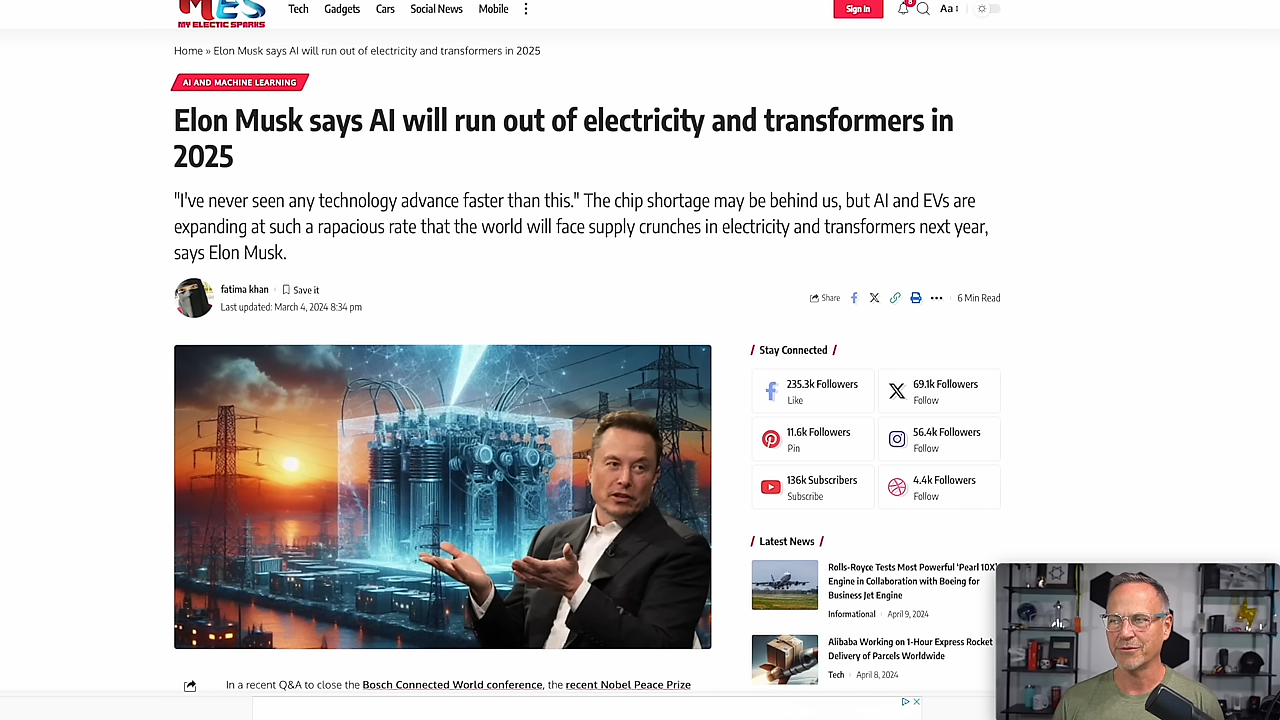 MES
MY ELECTIC SPARKS
Tech Gadgets Cars Social News Mobile
Sign In
Aa
Home » Elon Musk says AI will run out of electricity and transformers in 2025
AI AND MACHINE LEARNING
Elon Musk says AI will run out of electricity and transformers in
2025
"I've never seen any technology advance faster than this." The chip shortage may be behind us, but AI and EVs are
expanding at such a rapacious rate that the world will face supply crunches in electricity and transformers next year,
says Elon Musk.
fatima khan Save it
Last updated: March 4, 2024 8:34 pm
Share 6 Min Read
Stay Connected
235.3k Followers
Like
69.1k Followers
Follow
11.6k Followers
Pin
56.4k Followers
Follow
136k Subscribers
Subscribe
4.4k Followers
Follow
Latest News
Rolls-Royce Tests Most Powerful 'Pearl 10X'
Engine in Collaboration with Boeing for
Business Jet Engine
Informational April 9, 2024
Alibaba Working on 1-Hour Express Rocket
Delivery of Parcels Worldwide
Tech April 8, 2024
In a recent Q&A to close the Bosch Connected World conference, the recent Nobel Peace Prize